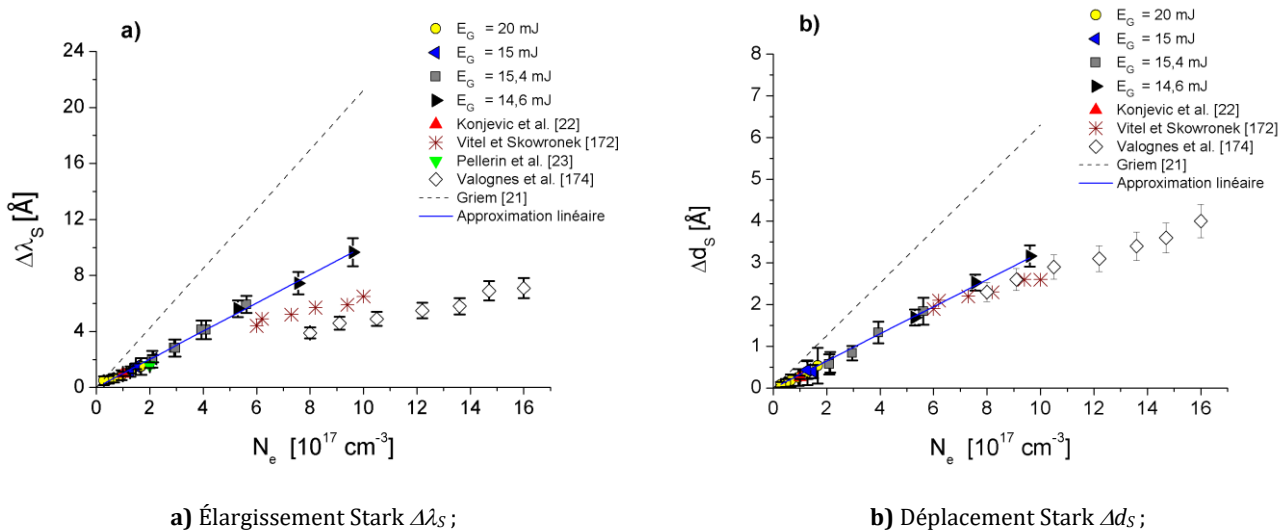 a)
E_G = 20 mJ
E_G = 15 mJ
E_G = 15,4 mJ
E_G = 14,6 mJ
Konjevic et al. [22]
Vitel et Skowronek [172]
Pellerin et al. [23]
Valognes et al. [174]
Griem [21]
Approximation linéaire
Δλ_S [Å]
24
20
16
12
8
4
0
0 2 4 6 8 10 12 14 16
N_e [10^17 cm^-3]
a) Élargissement Stark Δλ_S ;
b)
E_G = 20 mJ
E_G = 15 mJ
E_G = 15,4 mJ
E_G = 14,6 mJ
Konjevic et al. [22]
Vitel et Skowronek [172]
Valognes et al. [174]
Griem [21]
Approximation linéaire
Δd_S [Å]
8
7
6
5
4
3
2
1
0
0 2 4 6 8 10 12 14 16
N_e [10^17 cm^-3]
b) Déplacement Stark Δd_S ;